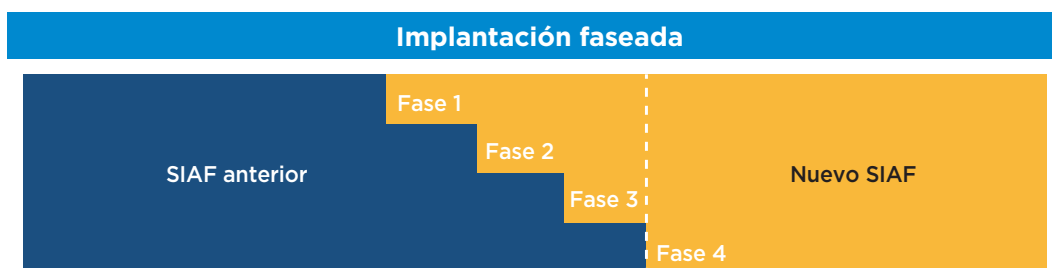 Implantación faseada
Fase 1
Fase 2
SIAF anterior
Nuevo SIAF
Fase 3
Fase 4